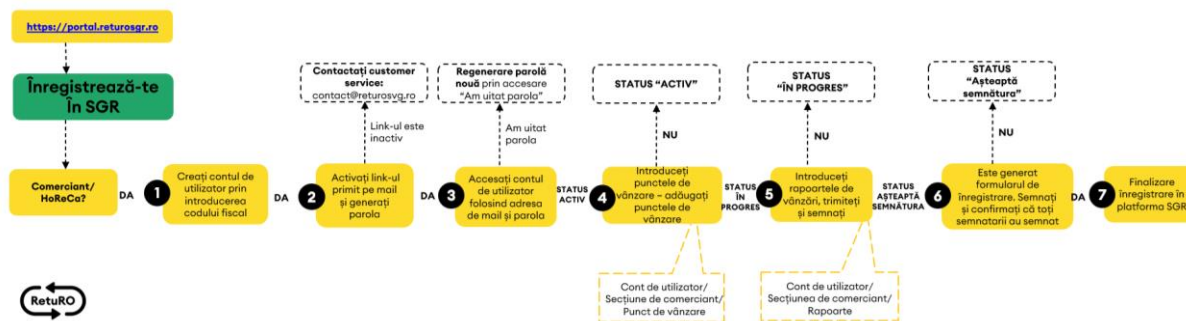 https://portal.returosgr.ro
Înregistrează-te
În SGR
Contactați customer
service:
contact@returosvg.ro
Regenerare parolă
nouă prin accesare
“Am uitat parola”
STATUS “ACTIV”
STATUS
“ÎN PROGRES”
STATUS
“Așteaptă
semnătura”
Link-ul este
inactiv
Am uitat
parola
NU
NU
NU
Comerciant/
HoReCa?
DA
1
Creați contul de
utilizator prin
introducerea
codului fiscal
DA
2
Activați link-ul
primit pe mail
și generați
parola
DA
3
Accesați contul
de utilizator
folosind adresa
de mail și parola
STATUS
ACTIV
4
Introduceți
punctele de
vânzare – adăugați
punctele de
vânzare
STATUS
ÎN
PROGRES
5
Introduceți
rapoartele de
vânzări, trimiteți
și semnați
STATUS
AȘTEAPTĂ
SEMNĂTURA
6
Este generat
formularul de
înregistrare. Semnați
și confirmați că toți
semnatarii au semnat
DA
7
Finalizare
înregistrare în
platforma SGR
Cont de utilizator/
Secțiune de comerciant/
Punct de vânzare
Cont de utilizator/
Secțiunea de comerciant/
Rapoarte
RetuRO